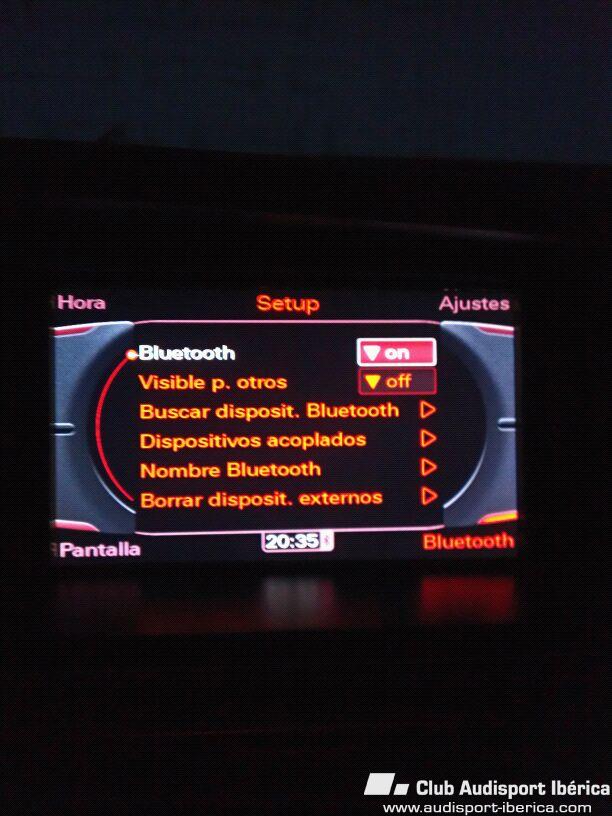 Hora Setup Ajustes
Bluetooth on
Visible p. otros off
Buscar disposit. Bluetooth
Dispositivos acoplados
Nombre Bluetooth
Borrar disposit. externos
Pantalla 20:35 Bluetooth
Club Audisport Ibérica
www.audisport-iberica.com